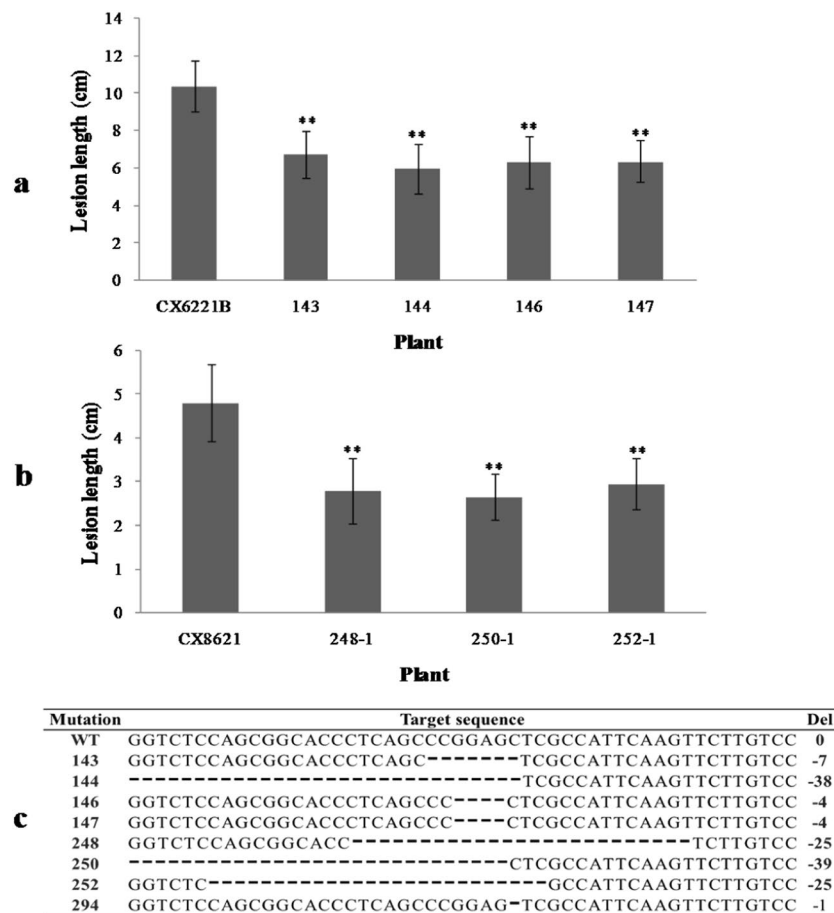 a
Lesion length (cm)
14
12
10
8
6
4
2
0
** ** ** **
CX6221B 143 144 146 147
Plant
b
Lesion length (cm)
6
5
4
3
2
1
0
** ** **
CX8621 248-1 250-1 252-1
Plant
c
Mutation Target sequence Del
WT GGTCTCCAGCGGCACCCTCAGCCCGGAGCTCGCCATTCAAGTTCTTGTCC 0
143 GGTCTCCAGCGGCACCCTCAGC-------TCGCCATTCAAGTTCTTGTCC -7
144 -----------------------------TCGCCATTCAAGTTCTTGTCC -38
146 GGTCTCCAGCGGCACCCTCAGCCC----CTCGCCATTCAAGTTCTTGTCC -4
147 GGTCTCCAGCGGCACCCTCAGCCC----CTCGCCATTCAAGTTCTTGTCC -4
248 GGTCTCCAGCGGCACC-------------------------TCTTGTCC -25
250 ----------------------------CTCGCCATTCAAGTTCTTGTCC -39
252 GGTCTC-------------------------GCCATTCAAGTTCTTGTCC -25
294 GGTCTCCAGCGGCACCCTCAGCCCGGAG-TCGCCATTCAAGTTCTTGTCC -1